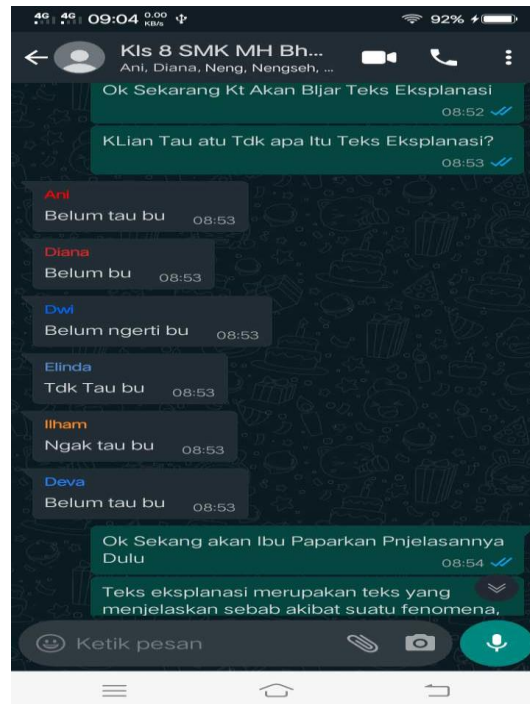 4G 4G 09:04 0.00 KB/s 92%
Kls 8 SMK MH Bh...
Ani, Diana, Neng, Nengseh, ...
Ok Sekarang Kt Akan Bljar Teks Eksplanasi
08:52
KLian Tau atu Tdk apa Itu Teks Eksplanasi?
08:53
Ani
Belum tau bu 08:53
Diana
Belum bu 08:53
Dwi
Belum ngerti bu 08:53
Elinda
Tdk Tau bu 08:53
Ilham
Ngak tau bu 08:53
Deva
Belum tau bu 08:53
Ok Sekang akan Ibu Paparkan Pnjelasannya
Dulu 08:54
Teks eksplanasi merupakan teks yang
menjelaskan sebab akibat suatu fenomena,
Ketik pesan